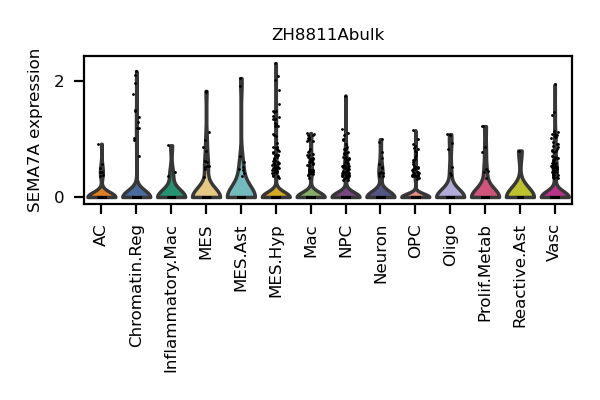 ZH8811Abulk
SEMA7A expression
2
0
AC
Chromatin.Reg
Inflammatory.Mac
MES
MES.Ast
MES.Hyp
Mac
NPC
Neuron
OPC
Oligo
Prolif.Metab
Reactive.Ast
Vasc